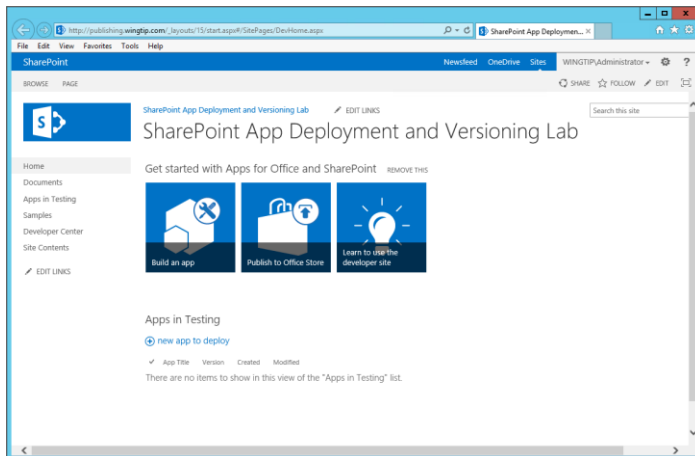 http://publishing.wingtip.com/_layouts/15/start.aspx#/SitePages/DevHome.aspx
SharePoint App Deploymen...
File Edit View Favorites Tools Help
SharePoint
Newsfeed OneDrive Sites WINGTIP\Administrator
BROWSE PAGE
SHARE FOLLOW EDIT
SharePoint App Deployment and Versioning Lab EDIT LINKS
Search this site
SharePoint App Deployment and Versioning Lab
Home
Documents
Apps in Testing
Samples
Developer Center
Site Contents
EDIT LINKS
Get started with Apps for Office and SharePoint REMOVE THIS
Build an app
Publish to Office Store
Learn to use the
developer site
Apps in Testing
new app to deploy
App Title Version Created Modified
There are no items to show in this view of the "Apps in Testing" list.